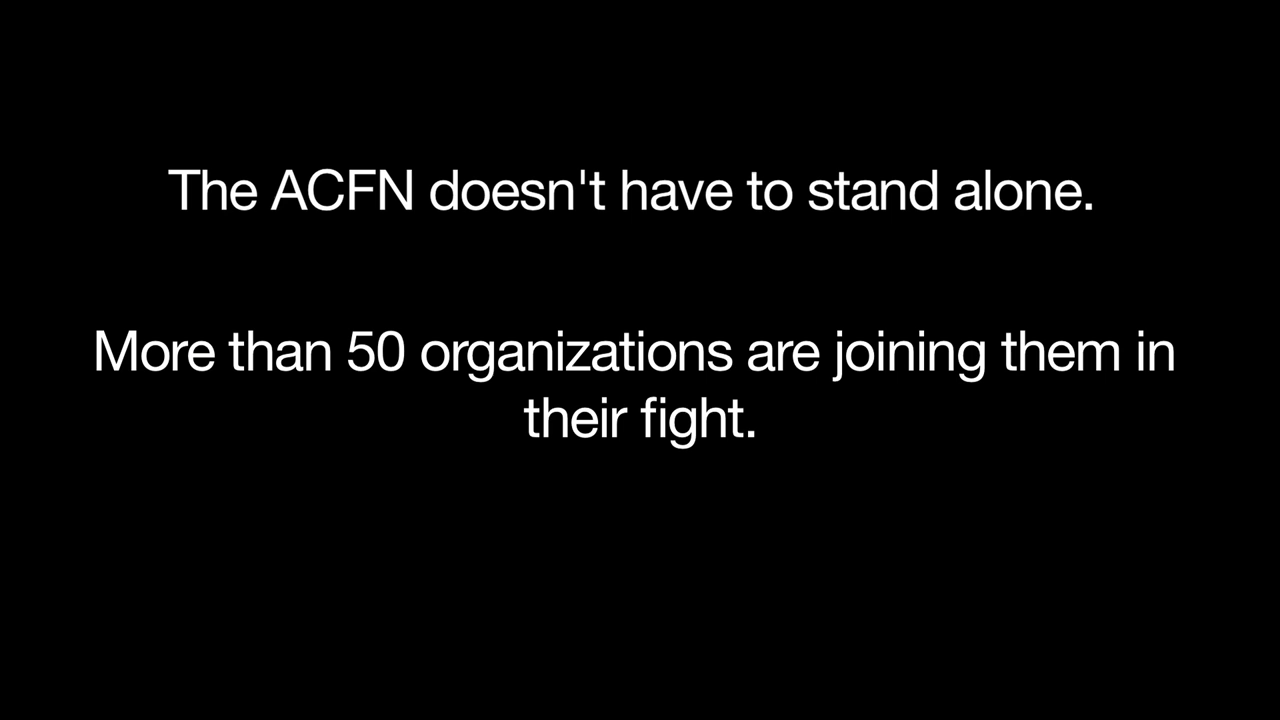 The ACFN doesn't have to stand alone.
More than 50 organizations are joining them in
their fight.